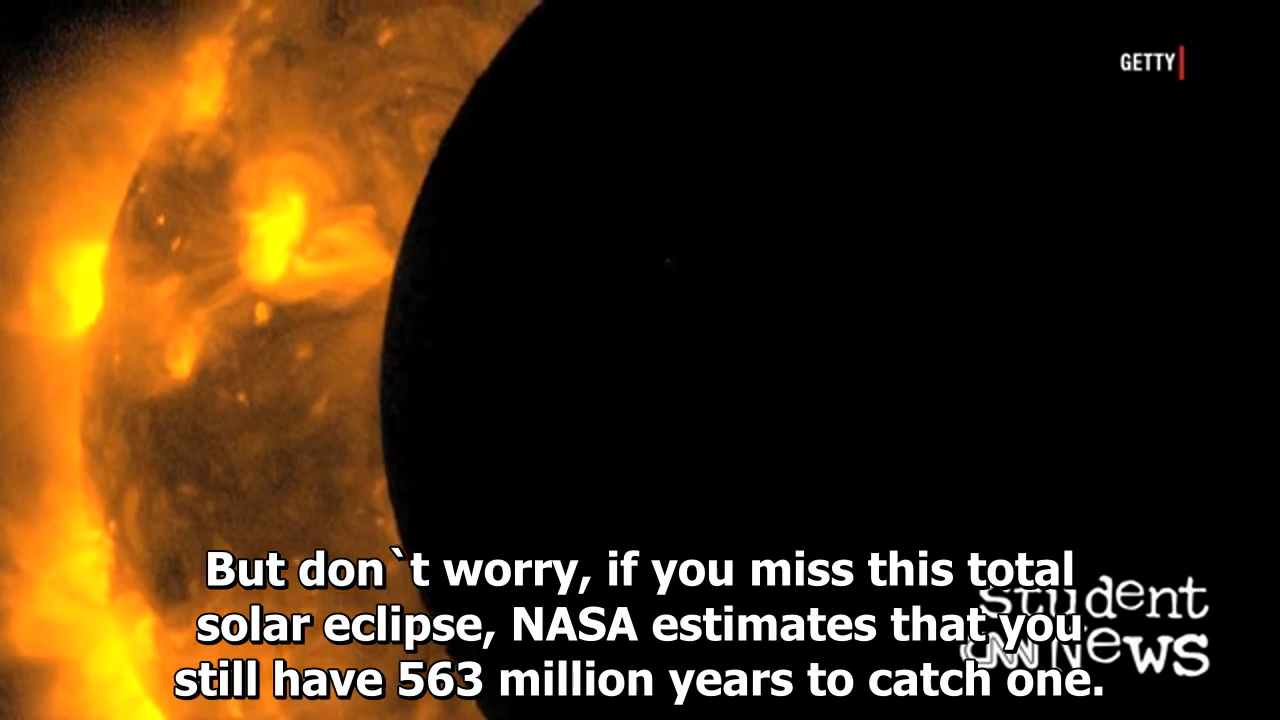 GETTY
But don`t worry, if you miss this total
solar eclipse, NASA estimates that you
still have 563 million years to catch one.
student
CNN News